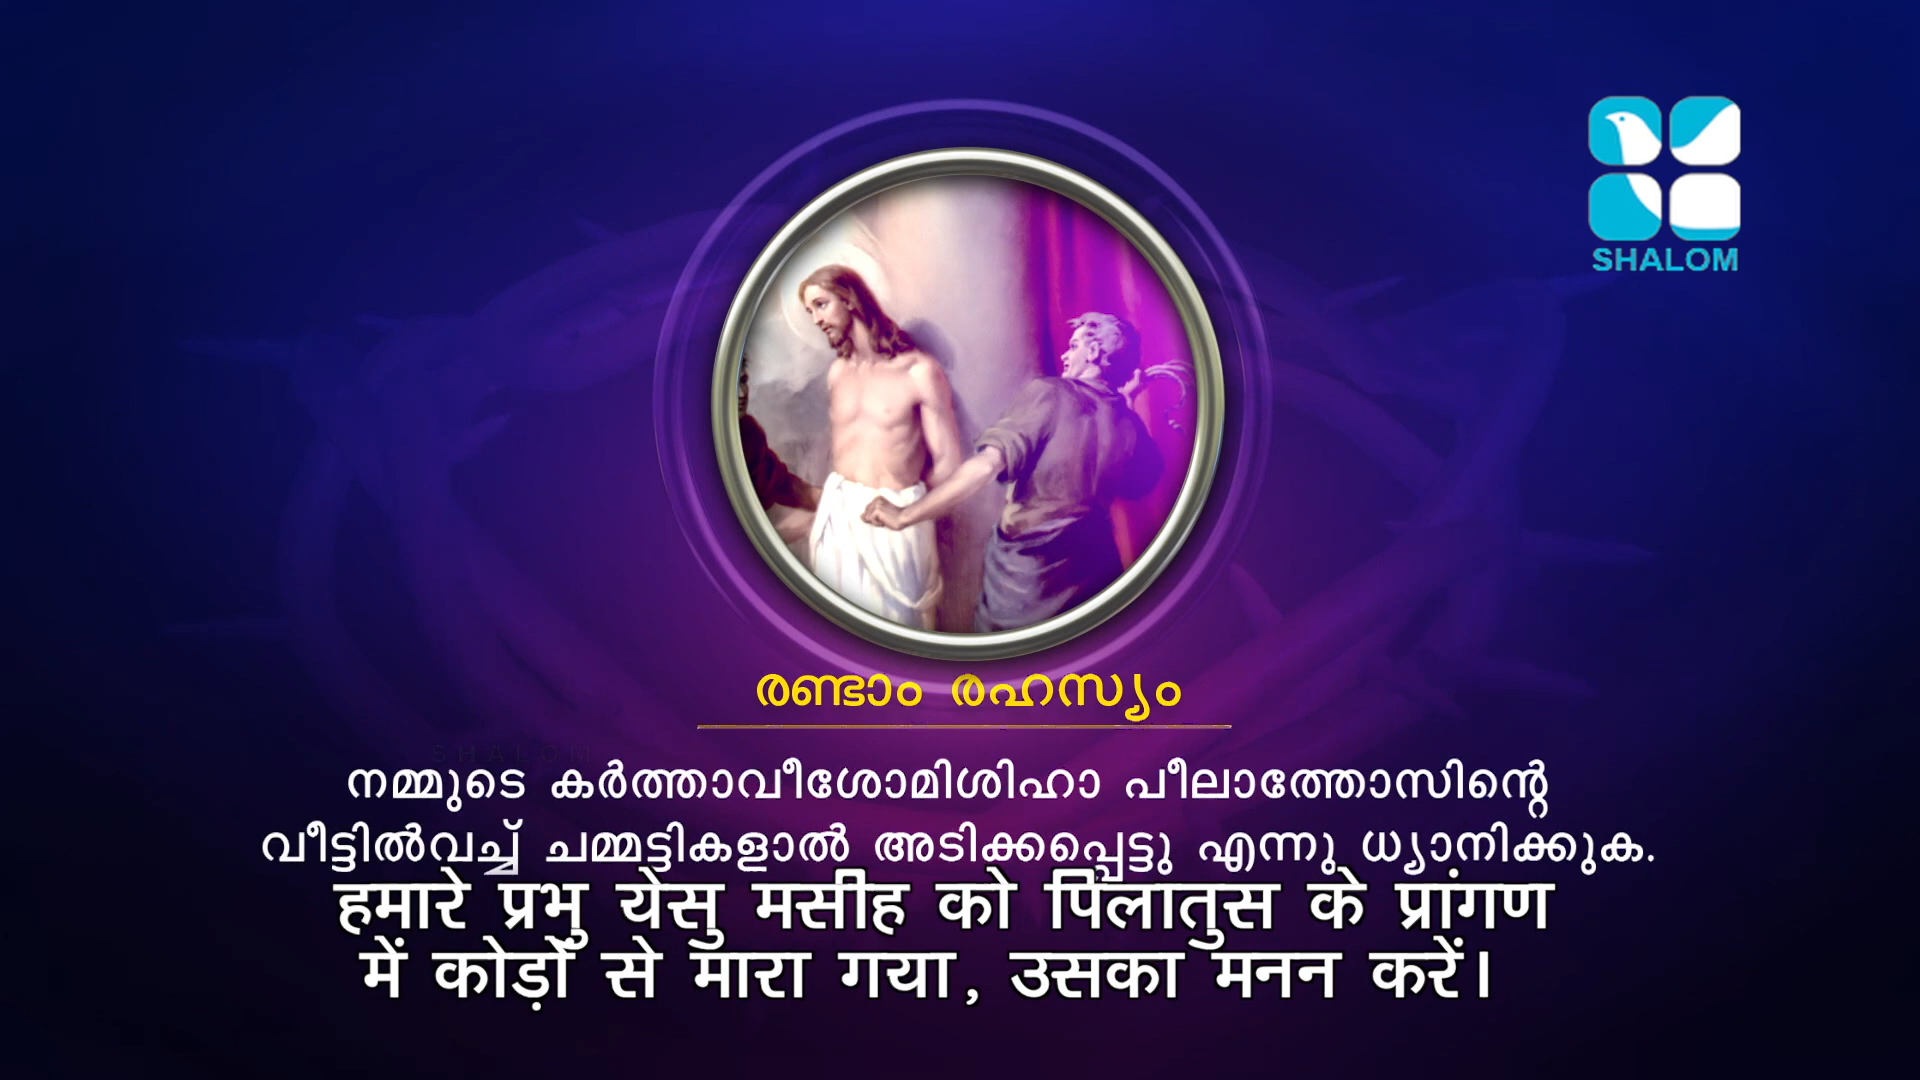 SHALOM
രണ്ടാം രഹസ്യം
SHALOM
നമ്മുടെ കർത്താവീശോമിശിഹാ പീലാത്തോസിന്റെ
വീട്ടിൽവച്ച് ചമ്മട്ടികളാൽ അടിക്കപ്പെട്ടു എന്നു ധ്യാനിക്കുക.
हमारे प्रभु येसु मसीह को पिलातुस के प्रांगण
में कोड़ों से मारा गया, उसका मनन करें।